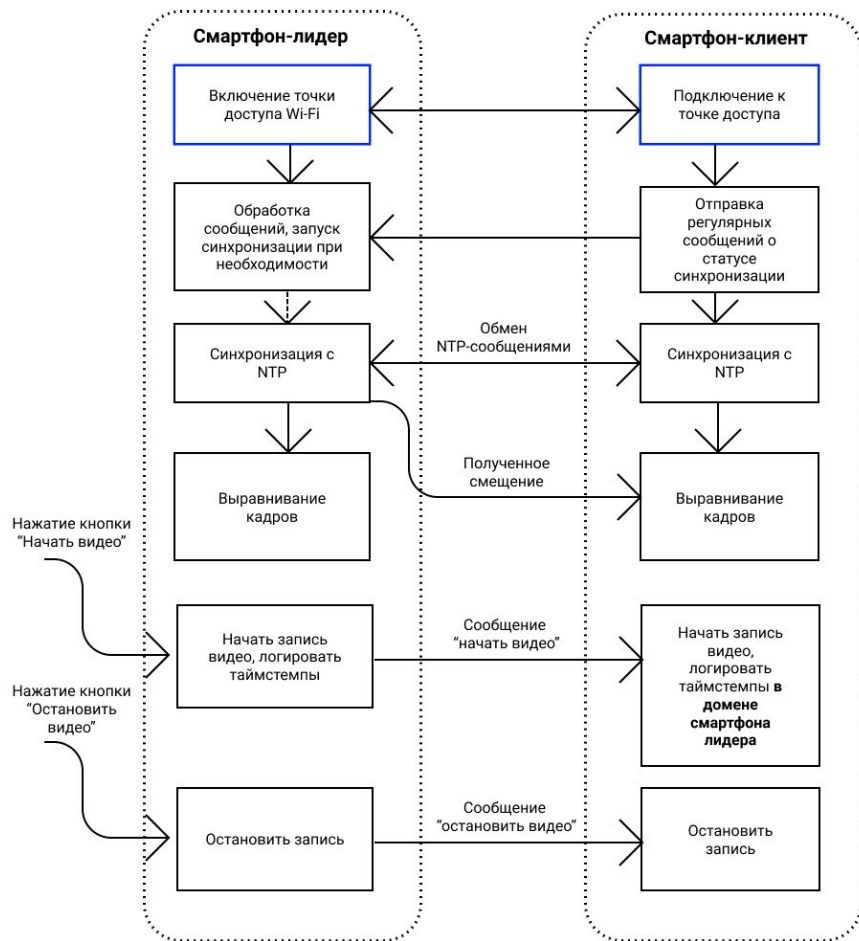 Смартфон-лидер
Смартфон-клиент
Включение точки
доступа Wi-Fi
Подключение к
точке доступа
Обработка
сообщений, запуск
синхронизации при
необходимости
Отправка
регулярных
сообщений о
статусе
синхронизации
Синхронизация с
NTP
Обмен
NTP-сообщениями
Синхронизация с
NTP
Выравнивание
кадров
Полученное
смещение
Выравнивание
кадров
Нажатие кнопки
“Начать видео”
Начать запись
видео, логировать
таймстемпы
Сообщение
“начать видео”
Начать запись
видео,
логировать
таймстемпы в
домене
смартфона
лидера
Нажатие кнопки
“Остановить
видео”
Остановить запись
Сообщение
“остановить видео”
Остановить
запись